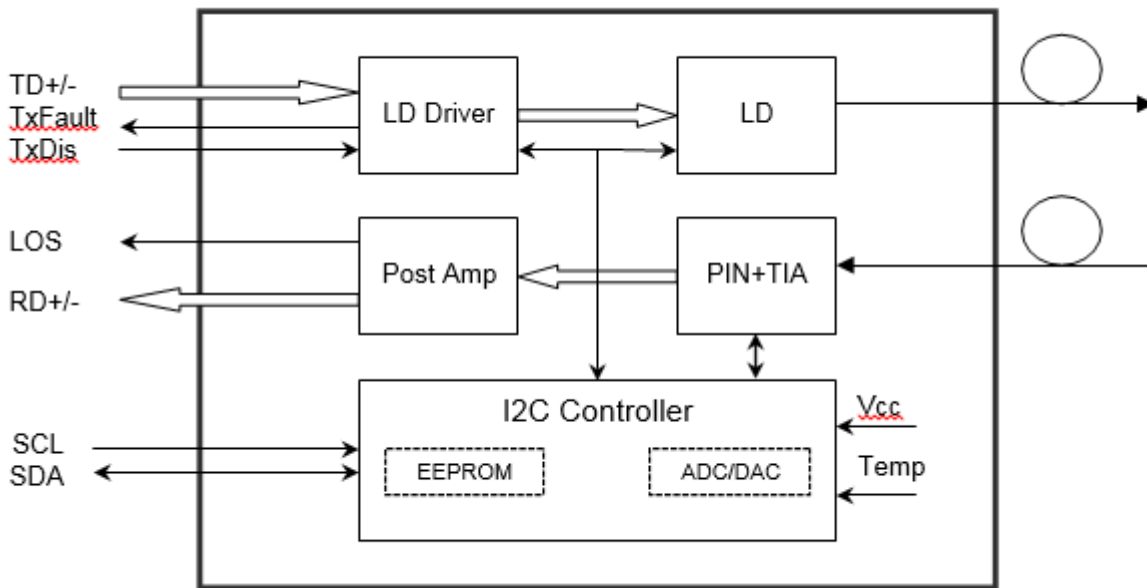 TD+/-
TxFault
TxDis
LD Driver
LD
LOS
RD+/-
Post Amp
PIN+TIA
I2C Controller
Vcc
SCL
SDA
EEPROM
ADC/DAC
Temp